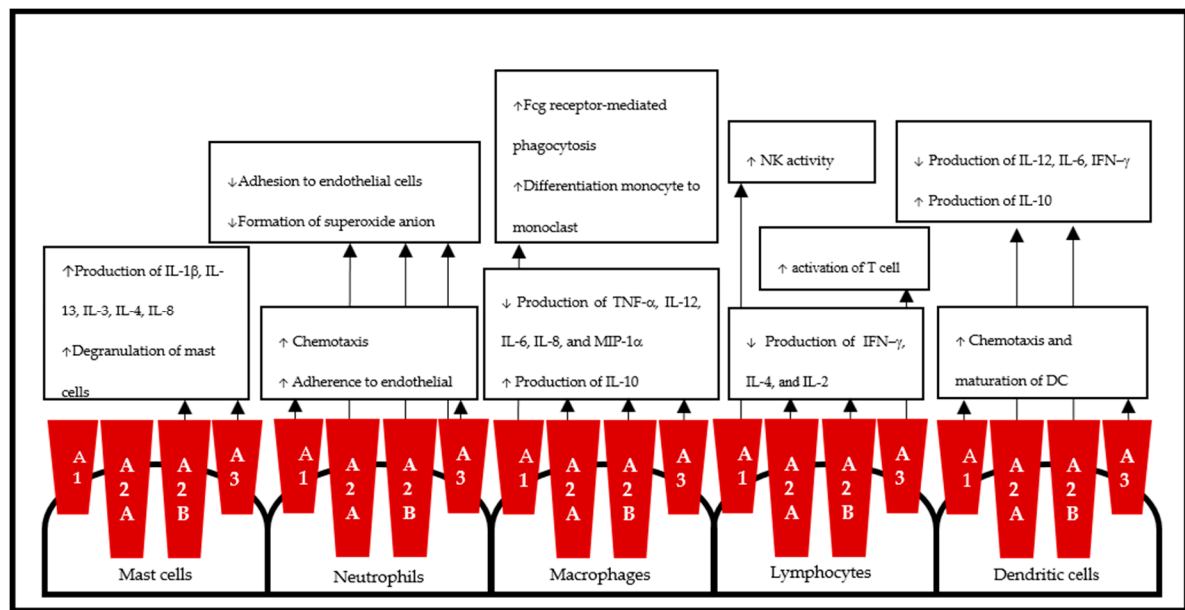 ↑Fcg receptor-mediated
phagocytosis
↑Differentiation monocyte to
monoclast
↑ NK activity
↓ Production of IL-12, IL-6, IFN–γ
↑ Production of IL-10
↓Adhesion to endothelial cells
↓Formation of superoxide anion
↑ activation of T cell
↑Production of IL-1β, IL-
13, IL-3, IL-4, IL-8
↑Degranulation of mast
cells
↑ Chemotaxis
↑ Adherence to endothelial
↓ Production of TNF-α, IL-12,
IL-6, IL-8, and MIP-1α
↑ Production of IL-10
↓ Production of IFN–γ,
IL-4, and IL-2
↑ Chemotaxis and
maturation of DC
A1
A2A
A2B
A3
A1
A2A
A2B
A3
A1
A2A
A2B
A3
A1
A2A
A2B
A3
A1
A2A
A2B
A3
Mast cells
Neutrophils
Macrophages
Lymphocytes
Dendritic cells